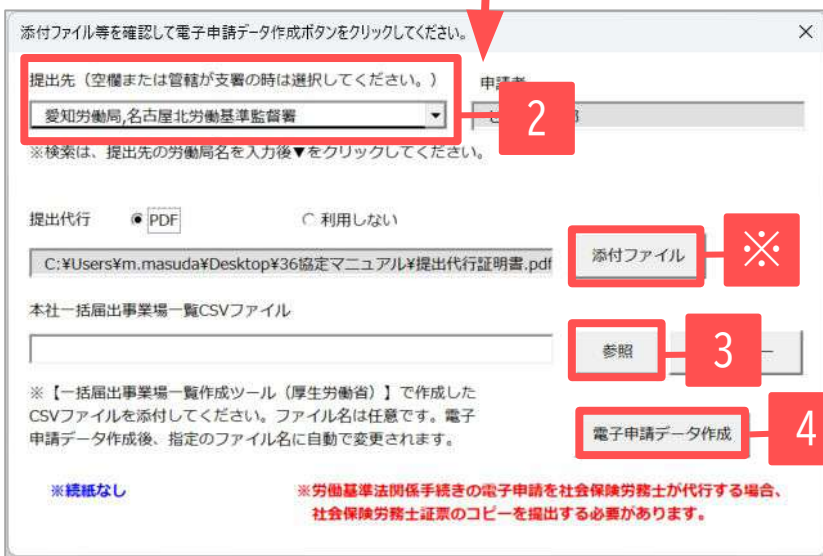 添付ファイル等を確認して電子申請データ作成ボタンをクリックしてください。 ×
提出先（空欄または管轄が支署の時は選択してください。） 申請者
愛知労働局,名古屋北労働基準監督署
2
※検索は、提出先の労働局名を入力後▼をクリックしてください。
提出代行 PDF 利用しない
C:¥Users¥m.masuda¥Desktop¥36協定マニュアル¥提出代行証明書.pdf 添付ファイル ※
本社一括届出事業場一覧CSVファイル
参照 3 ー
※【一括届出事業場一覧作成ツール（厚生労働省）】で作成した
CSVファイルを添付してください。ファイル名は任意です。電子
申請データ作成後、指定のファイル名に自動で変更されます。
電子申請データ作成 4
※続紙なし
※労働基準法関係手続きの電子申請を社会保険労務士が代行する場合、
社会保険労務士証票のコピーを提出する必要があります。